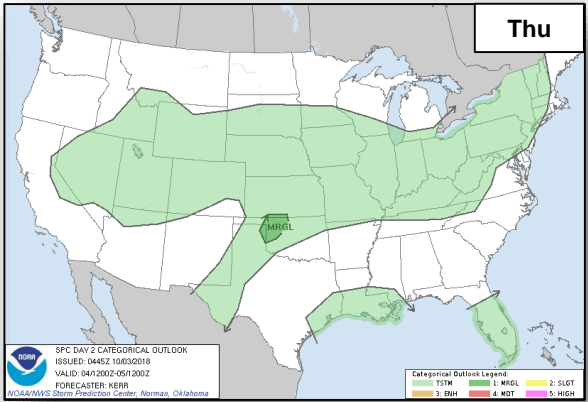 Thu
MRGL
NOAA
SPC DAY 2 CATEGORICAL OUTLOOK
ISSUED: 0445Z 10/03/2018
VALID: 04/1200Z-05/1200Z
FORECASTER: KERR
NOAA/NWS Storm Prediction Center, Norman, Oklahoma
Categorical Outlook Legend:
TSTM 1: MRGL 2: SLGT
3: ENH 4: MDT 5: HIGH